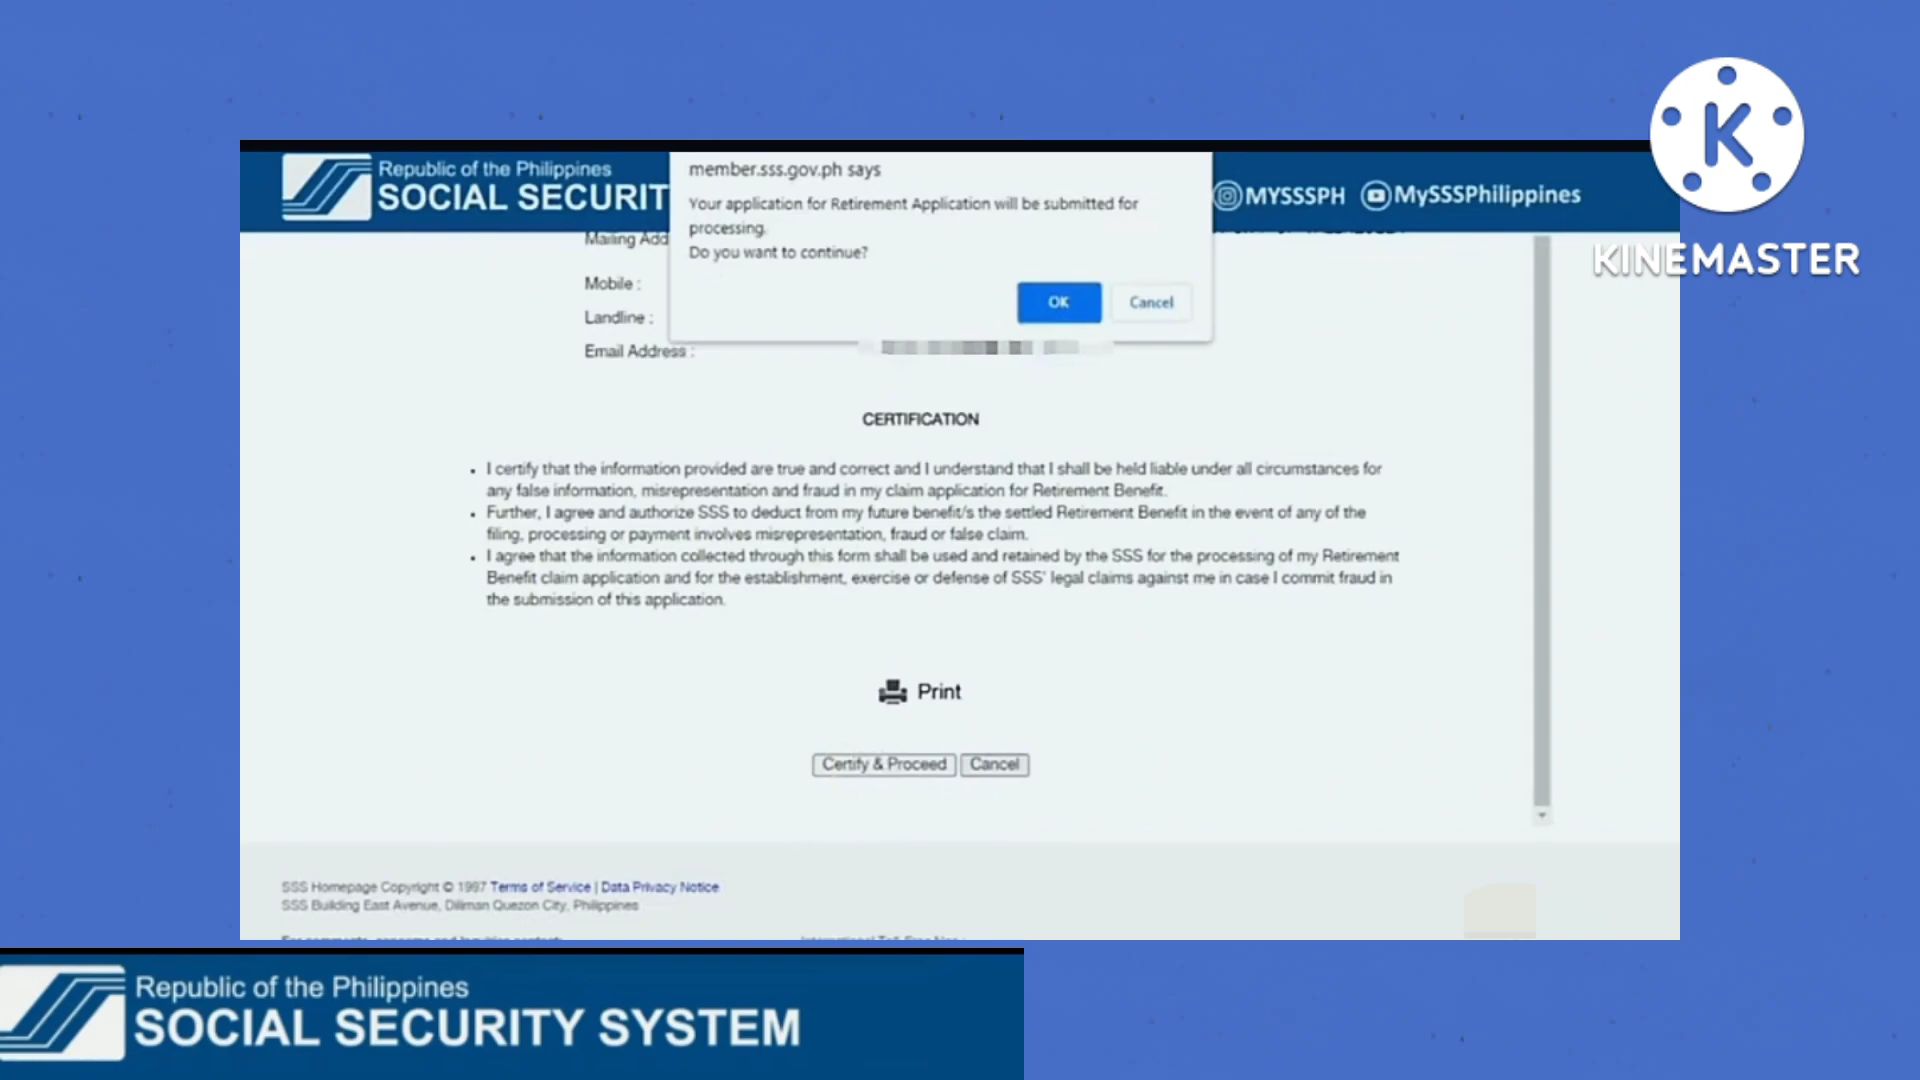 Republic of the Philippines
SOCIAL SECURIT
member.sss.gov.ph says
Your application for Retirement Application will be submitted for
processing.
Do you want to continue?
OK
Cancel
MYSSSPH
MySSSPhilippines
K
KINEMASTER
Mailing Add
Mobile :
Landline :
Email Address :
CERTIFICATION
• I certify that the information provided are true and correct and I understand that I shall be held liable under all circumstances for
any false information, misrepresentation and fraud in my claim application for Retirement Benefit.
• Further, I agree and authorize SSS to deduct from my future benefit/s the settled Retirement Benefit in the event of any of the
filing, processing or payment involves misrepresentation, fraud or false claim.
• I agree that the information collected through this form shall be used and retained by the SSS for the processing of my Retirement
Benefit claim application and for the establishment, exercise or defense of SSS' legal claims against me in case I commit fraud in
the submission of this application.
Print
Certify & Proceed
Cancel
SSS Homepage Copyright © 1997 Terms of Service | Data Privacy Notice
SSS Building East Avenue, Diliman Quezon City, Philippines
Republic of the Philippines
SOCIAL SECURITY SYSTEM